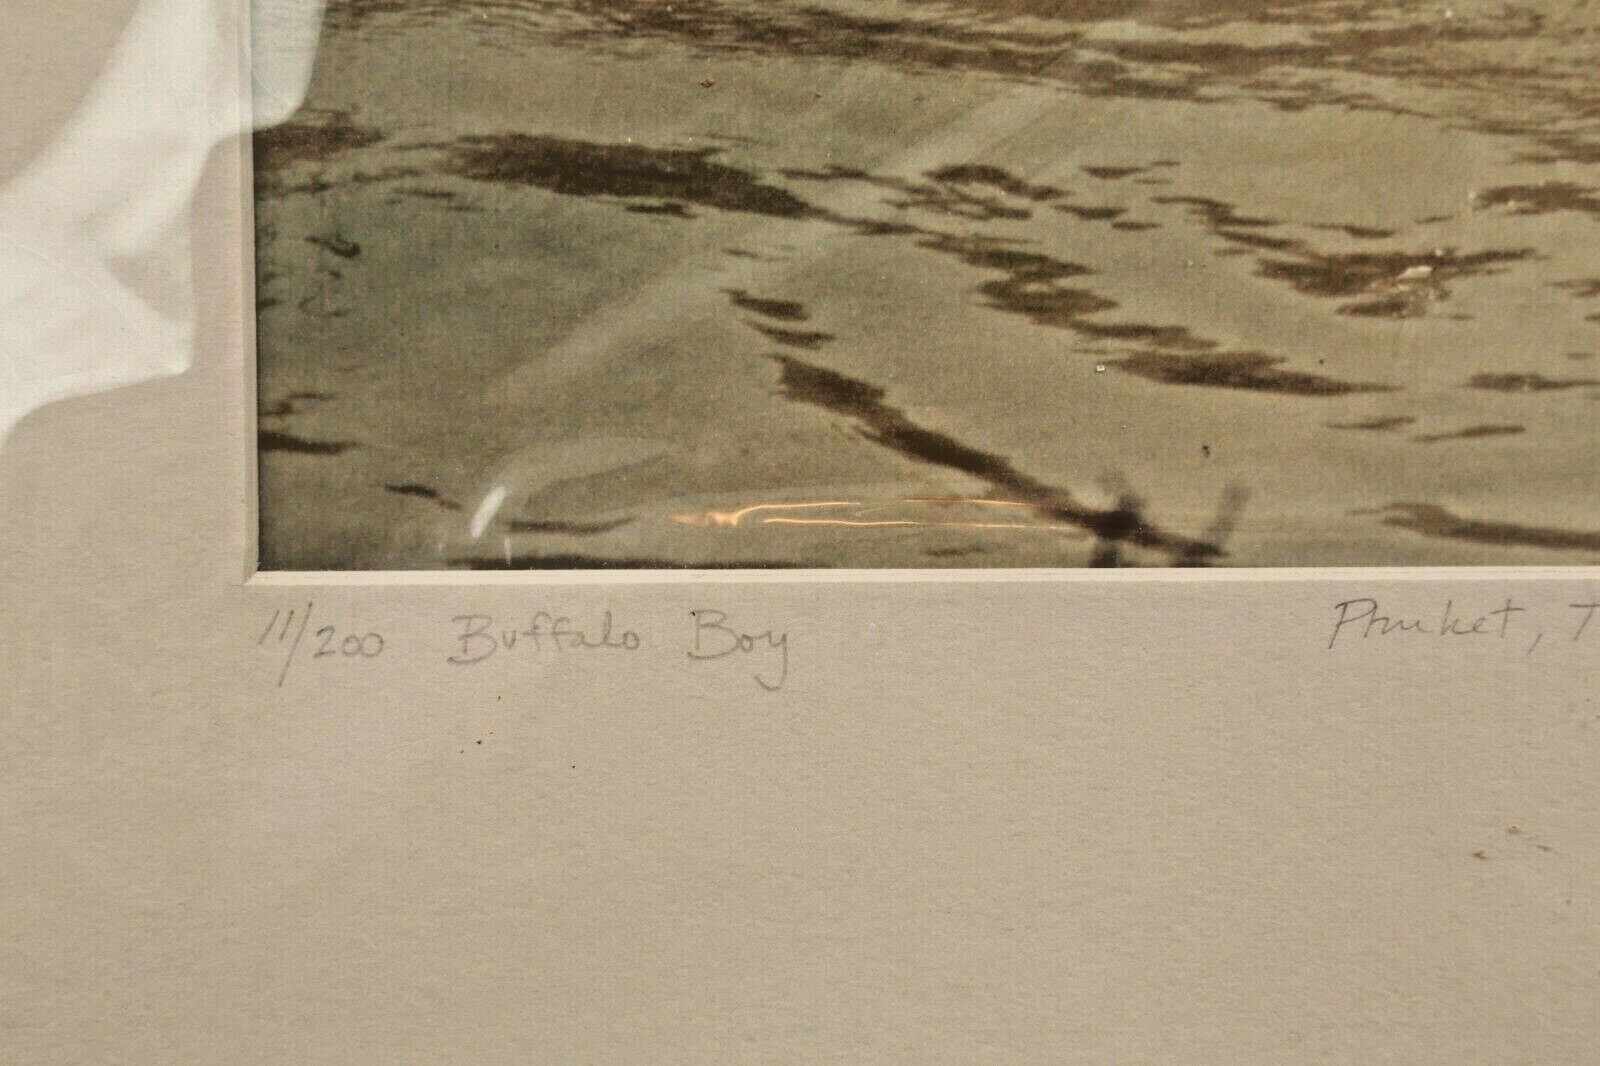 11/200 Buffalo Boy Phuket, T